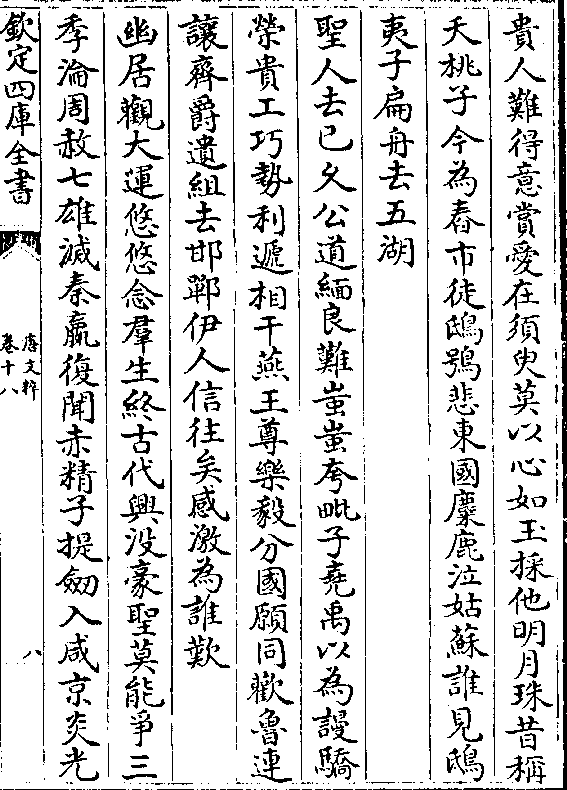 貴人難得意賞愛在須臾莫以心如玉採他明月珠昔稱
夭桃子今為舂市徒鴟鴞悲東國麋鹿泣姑蘇誰見鴟
夷子扁舟去五湖
聖人去已久公道緬良難蚩蚩夸毗子堯禹以為謾驕
榮貴工巧勢利遞相干燕王尊樂毅分國願同歡魯連
讓齊爵遺組去邯鄲伊人信往矣感激為誰歎
幽居觀大運悠悠念羣生終古代興沒豪聖莫能爭三
季淪周赧七雄滅秦嬴復聞赤精子提劒入咸京炎光
欽定四庫全書
唐文粹
卷十八
八